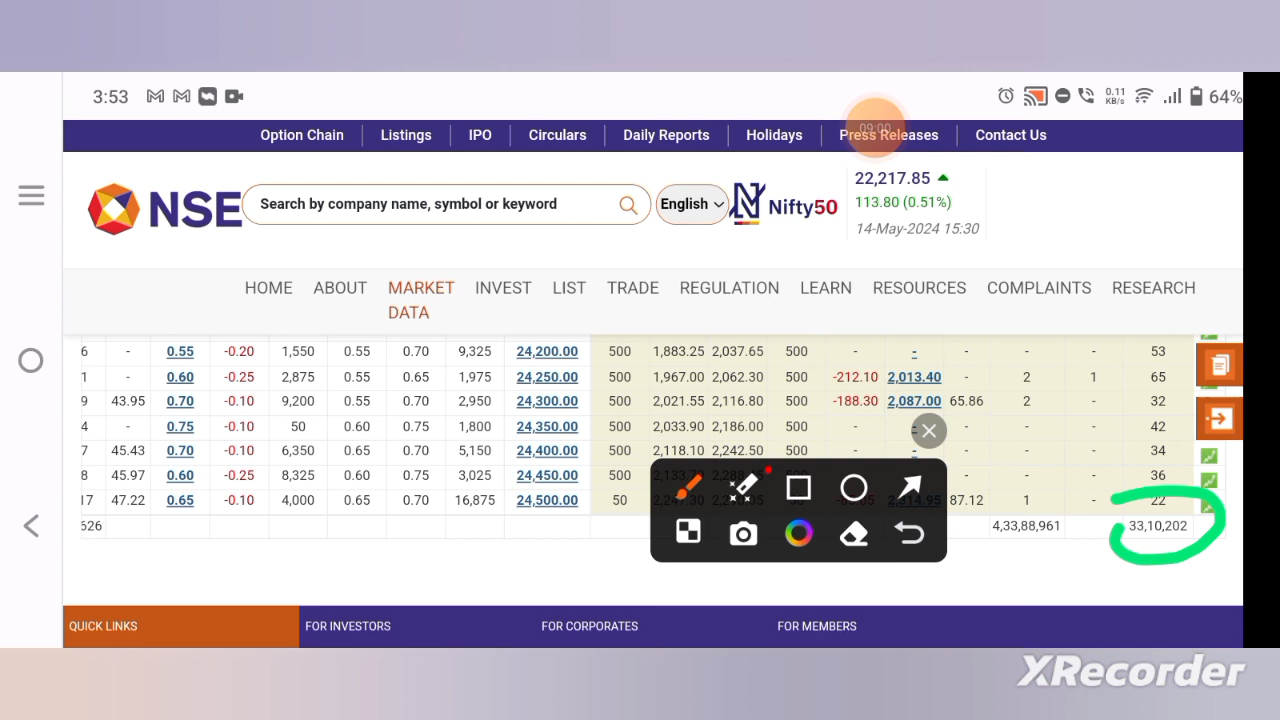 3:53 0.11 KB/s 64%
Option Chain Listings IPO Circulars Daily Reports Holidays Press Releases Contact Us
09:00
NSE Search by company name, symbol or keyword English Nifty50 22,217.85
113.80 (0.51%)
14-May-2024 15:30
HOME ABOUT MARKET DATA INVEST LIST TRADE REGULATION LEARN RESOURCES COMPLAINTS RESEARCH
6 - 0.55 -0.20 1,550 0.55 0.70 9,325 24,200.00 500 1,883.25 2,037.65 500 - - - - - 53
1 - 0.60 -0.25 2,875 0.55 0.65 1,975 24,250.00 500 1,967.00 2,062.30 500 -212.10 2,013.40 - 2 1 65
9 43.95 0.70 -0.10 9,200 0.55 0.70 2,950 24,300.00 500 2,021.55 2,116.80 500 -188.30 2,087.00 65.86 2 - 32
4 - 0.75 -0.10 50 0.60 0.75 1,800 24,350.00 500 2,033.90 2,186.00 500 - - - - - 42
7 45.43 0.70 -0.10 6,350 0.65 0.70 5,150 24,400.00 500 2,118.10 2,242.50 500 - - - - - 34
8 45.97 0.60 -0.25 8,325 0.60 0.75 3,025 24,450.00 500 - - - 36
17 47.22 0.65 -0.10 4,000 0.65 0.70 16,875 24,500.00 50 2,314.95 87.12 1 - 22
626 4,33,88,961 33,10,202
QUICK LINKS FOR INVESTORS FOR CORPORATES FOR MEMBERS
XRecorder